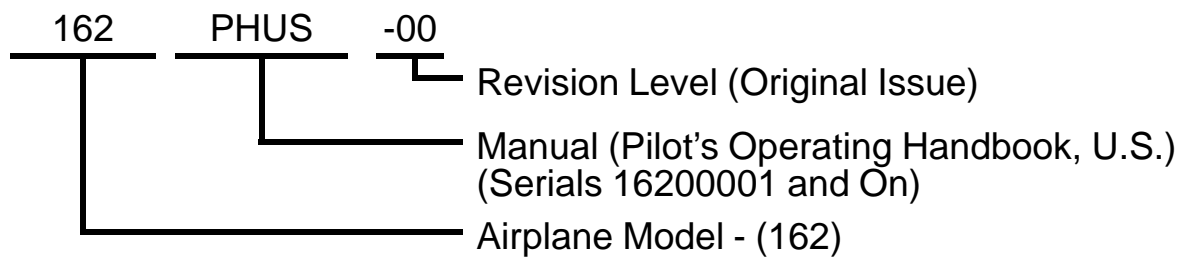 162 PHUS -00
Revision Level (Original Issue)
Manual (Pilot’s Operating Handbook, U.S.)
(Serials 16200001 and On)
Airplane Model - (162)